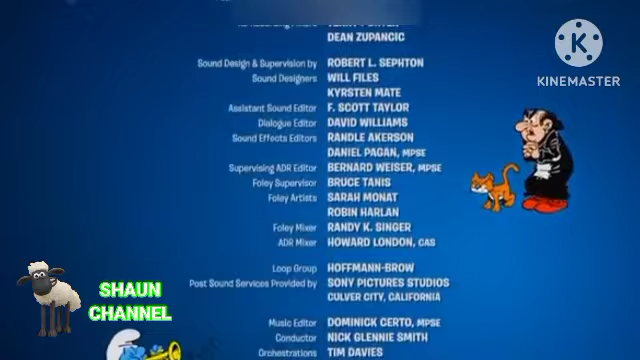 DEAN ZUPANCIC
Sound Design & Supervision by ROBERT L. SEPHTON
Sound Designers WILL FILES
KYRSTEN MATE
Assistant Sound Editor F. SCOTT TAYLOR
Dialogue Editor DAVID WILLIAMS
Sound Effects Editors RANDLE AKERSON
DANIEL PAGAN, MPSE
Supervising ADR Editor BERNARD WEISER, MPSE
Foley Supervisor BRUCE TANIS
Foley Artists SARAH MONAT
ROBIN HARLAN
Foley Mixer RANDY K. SINGER
ADR Mixer HOWARD LONDON, CAS
Loop Group HOFFMANN-BROW
Post Sound Services Provided by SONY PICTURES STUDIOS
CULVER CITY, CALIFORNIA
Music Editor DOMINICK CERTO, MPSE
Conductor NICK GLENNIE SMITH
Orchestrations TIM DAVIES
K
KINEMASTER
SHAUN
CHANNEL